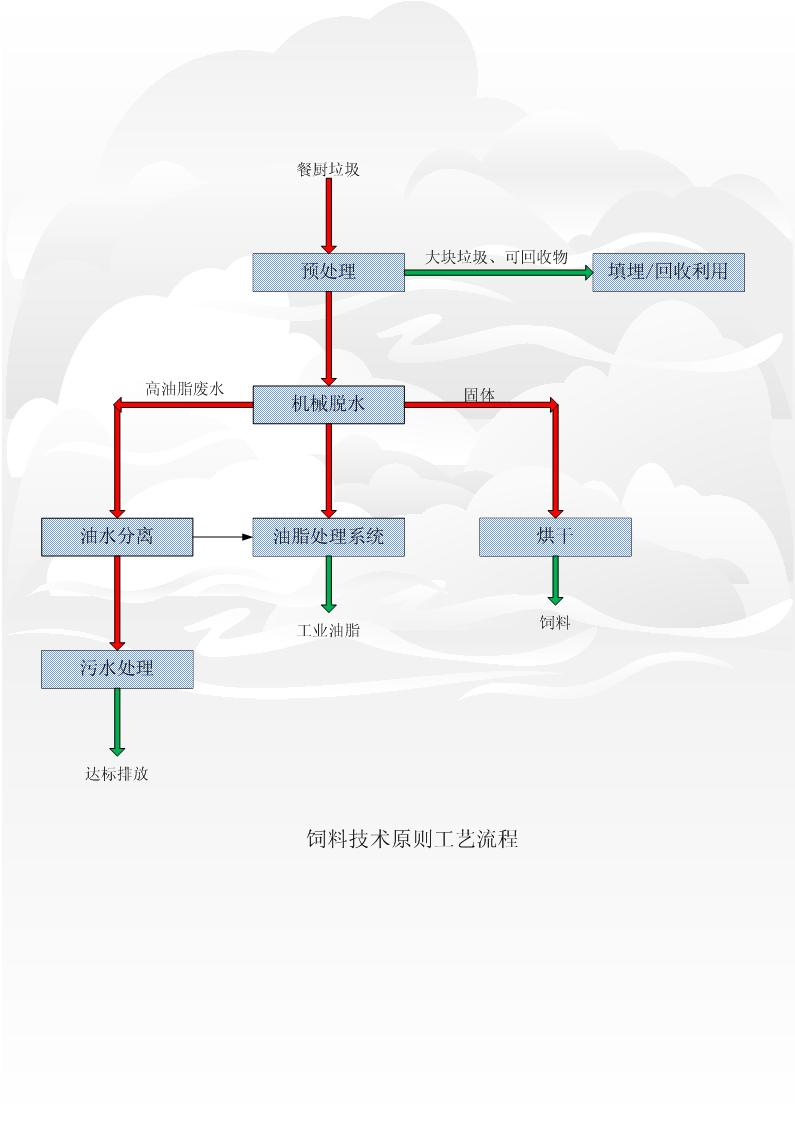 餐厨垃圾
预处理
大块垃圾、可回收物
填埋/回收利用
高油脂废水
机械脱水
固体
油水分离
油脂处理系统
烘干
工业油脂
饲料
污水处理
达标排放
饲料技术原则工艺流程